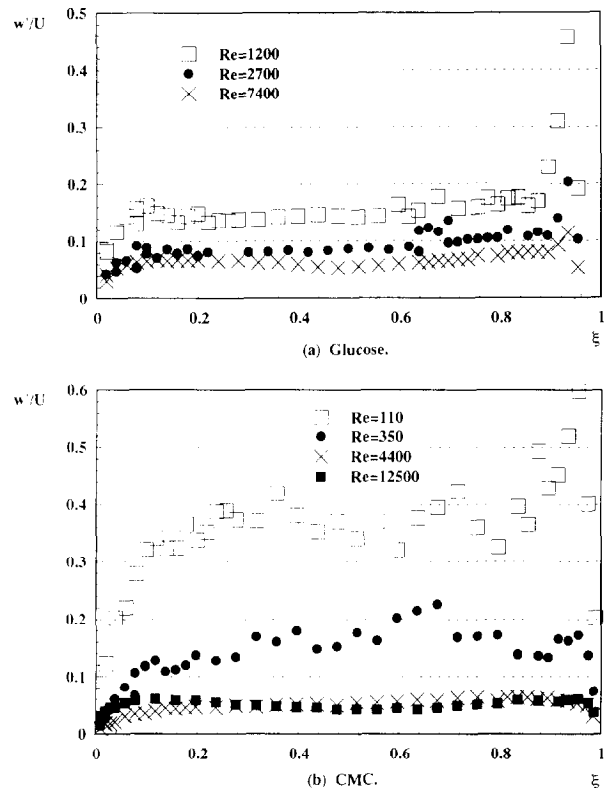 w'/U
0.5
0.4
0.3
0.2
0.1
0
Re=1200
Re=2700
Re=7400
0 0.2 0.4 0.6 0.8 1
(a) Glucose.
ξ
w'/U
0.6
0.5
0.4
0.3
0.2
0.1
0
Re=110
Re=350
Re=4400
Re=12500
0 0.2 0.4 0.6 0.8 1
(b) CMC.
ξ